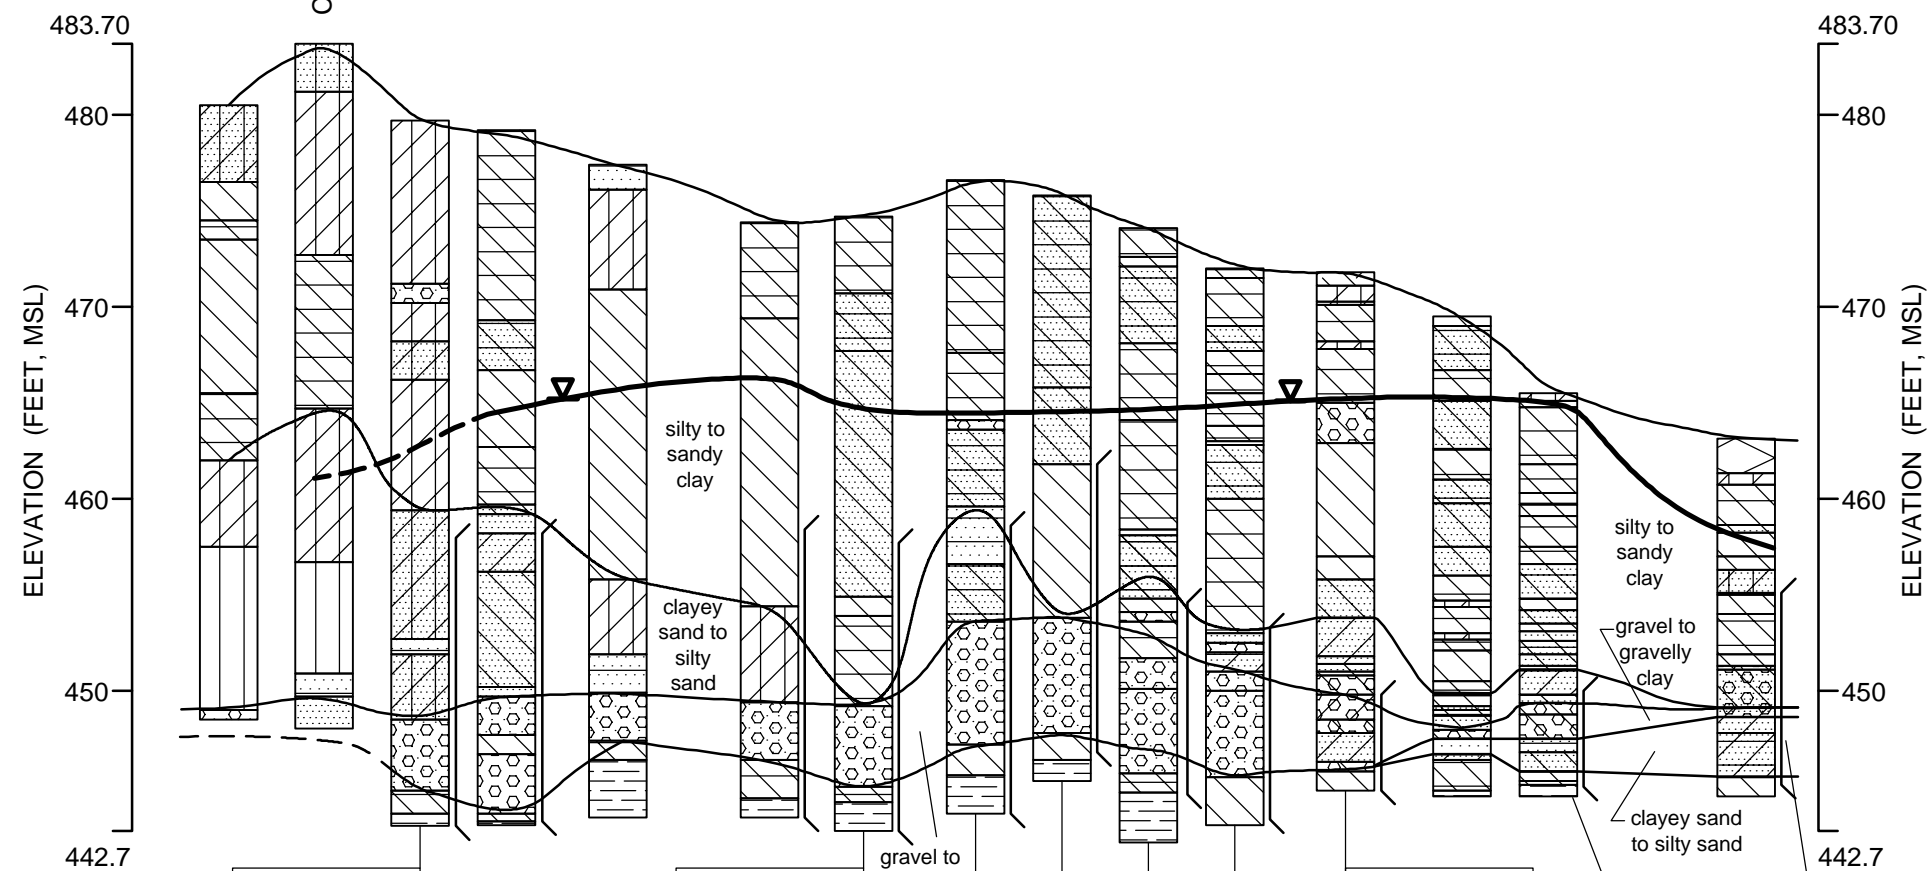 O
483.70
483.70
480
480
470
470
460
460
450
450
442.7
442.7
ELEVATION (FEET, MSL)
ELEVATION (FEET, MSL)
silty to
sandy
clay
clayey
sand to
silty
sand
gravel to
silty to
sandy
clay
gravel to
gravelly
clay
clayey sand
to silty sand